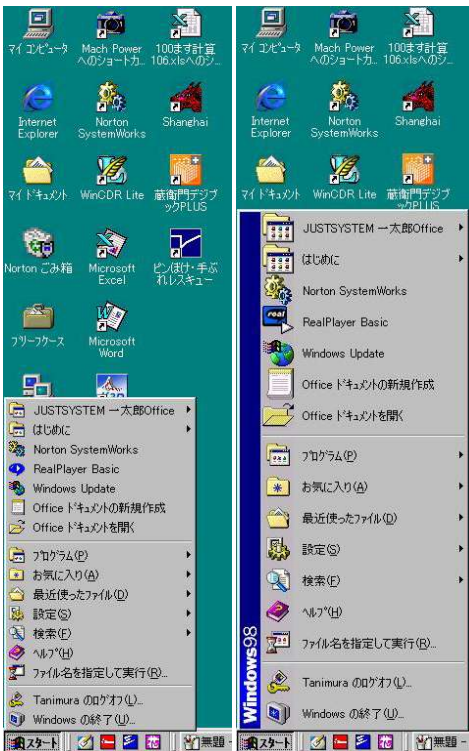 マイ コンピュータ
Mach Power
へのショートカ...
100ます計算
106.xlsへのシ...
Internet
Explorer
Norton
SystemWorks
Shanghai
マイ ドキュメント
WinCDR Lite
蔵衛門デジブ
ックPLUS
Norton ごみ箱
Microsoft
Excel
ピンぼけ・手ぶ
れレスキュー
ブリーフケース
Microsoft
Word
JUSTSYSTEM 一太郎Office
はじめに
Norton SystemWorks
RealPlayer Basic
Windows Update
Office ドキュメントの新規作成
Office ドキュメントを開く
プログラム(P)
お気に入り(A)
最近使ったファイル(D)
設定(S)
検索(F)
ヘルプ(H)
ファイル名を指定して実行(R)...
Tanimura のログオフ(L)...
Windows の終了(U)...
スタート
花
無題 -
マイ コンピュータ
Mach Power
へのショートカ...
100ます計算
106.xlsへのシ...
Internet
Explorer
Norton
SystemWorks
Shanghai
マイ ドキュメント
WinCDR Lite
蔵衛門デジブ
ックPLUS
JUSTSYSTEM 一太郎Office
はじめに
Norton SystemWorks
real
RealPlayer Basic
Windows Update
Office ドキュメントの新規作成
Office ドキュメントを開く
プログラム(P)
お気に入り(A)
最近使ったファイル(D)
設定(S)
検索(F)
ヘルプ(H)
ファイル名を指定して実行(R)...
Tanimura のログオフ(L)...
Windows の終了(U)...
Windows98
スタート
花
無題 -